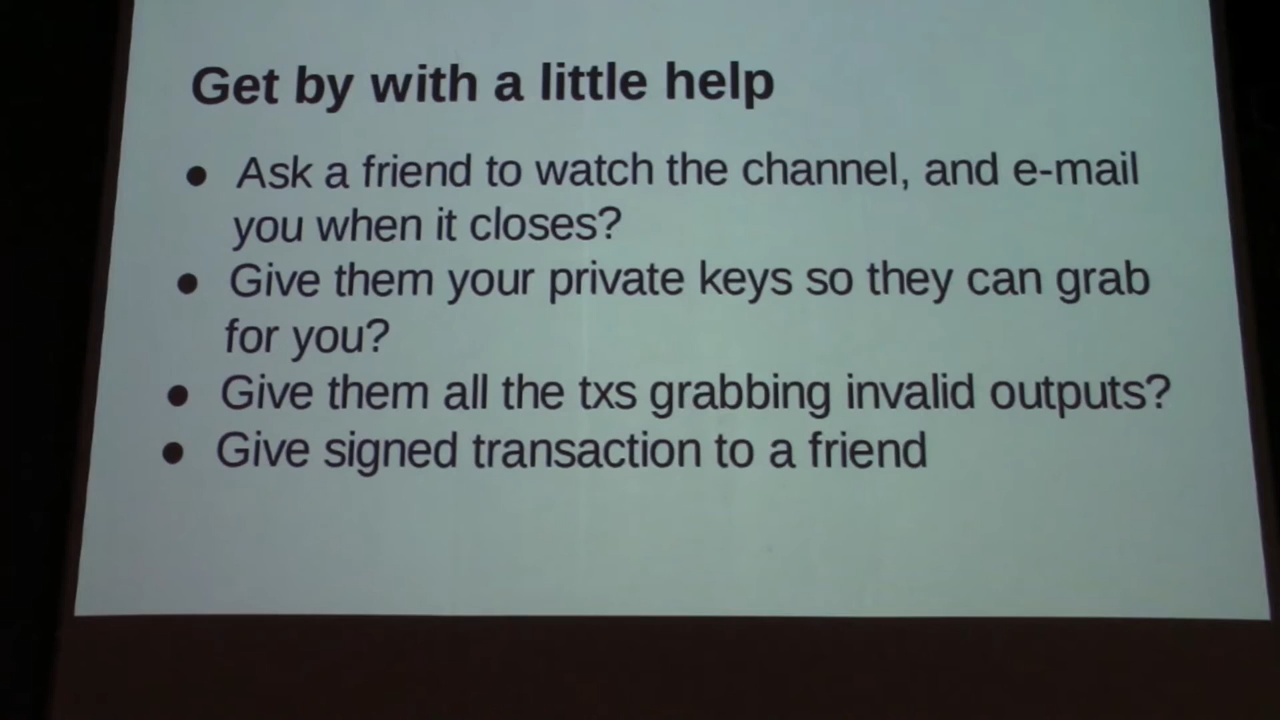 Get by with a little help
● Ask a friend to watch the channel, and e-mail
you when it closes?
● Give them your private keys so they can grab
for you?
● Give them all the txs grabbing invalid outputs?
● Give signed transaction to a friend